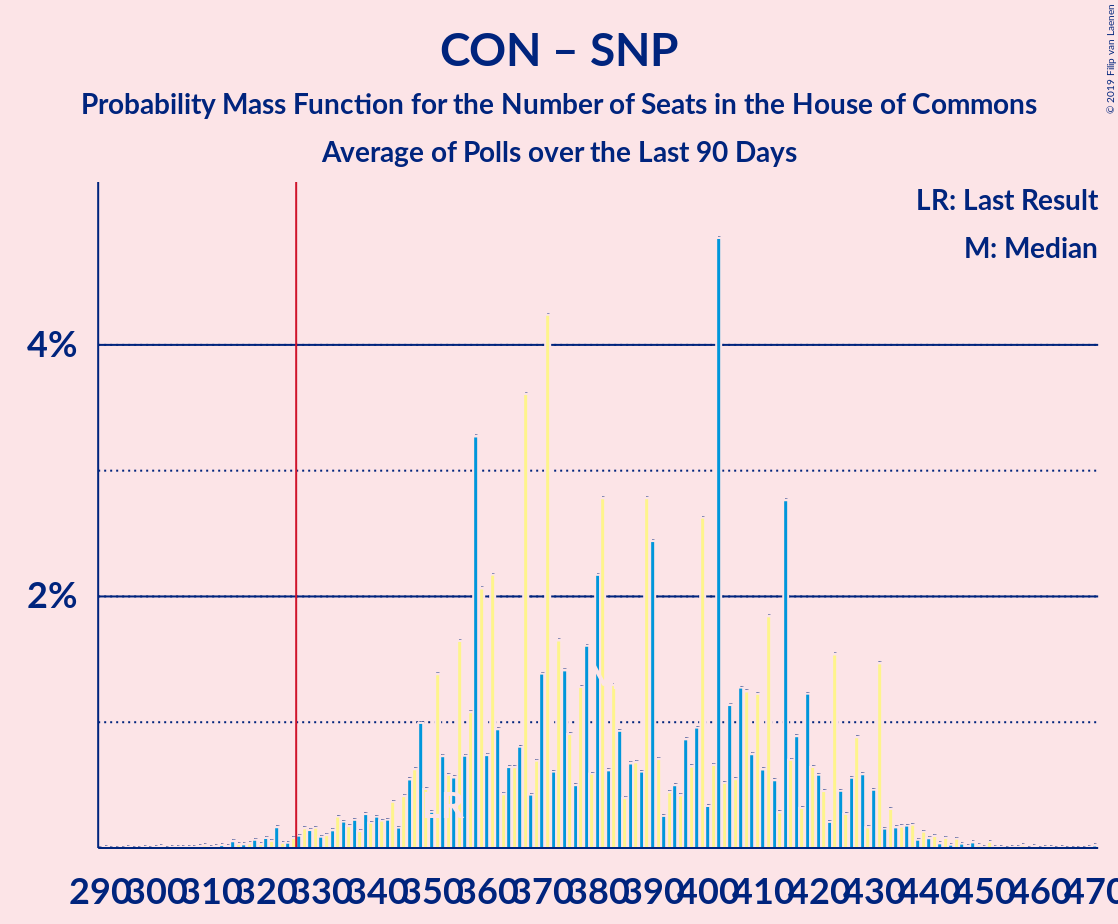 CON – SNP
Probability Mass Function for the Number of Seats in the House of Commons
Average of Polls over the Last 90 Days
© 2019 Filip van Laenen
LR: Last Result
M: Median
4%
2%
290 300 310 320 330 340 350 360 370 380 390 400 410 420 430 440 450 460 470